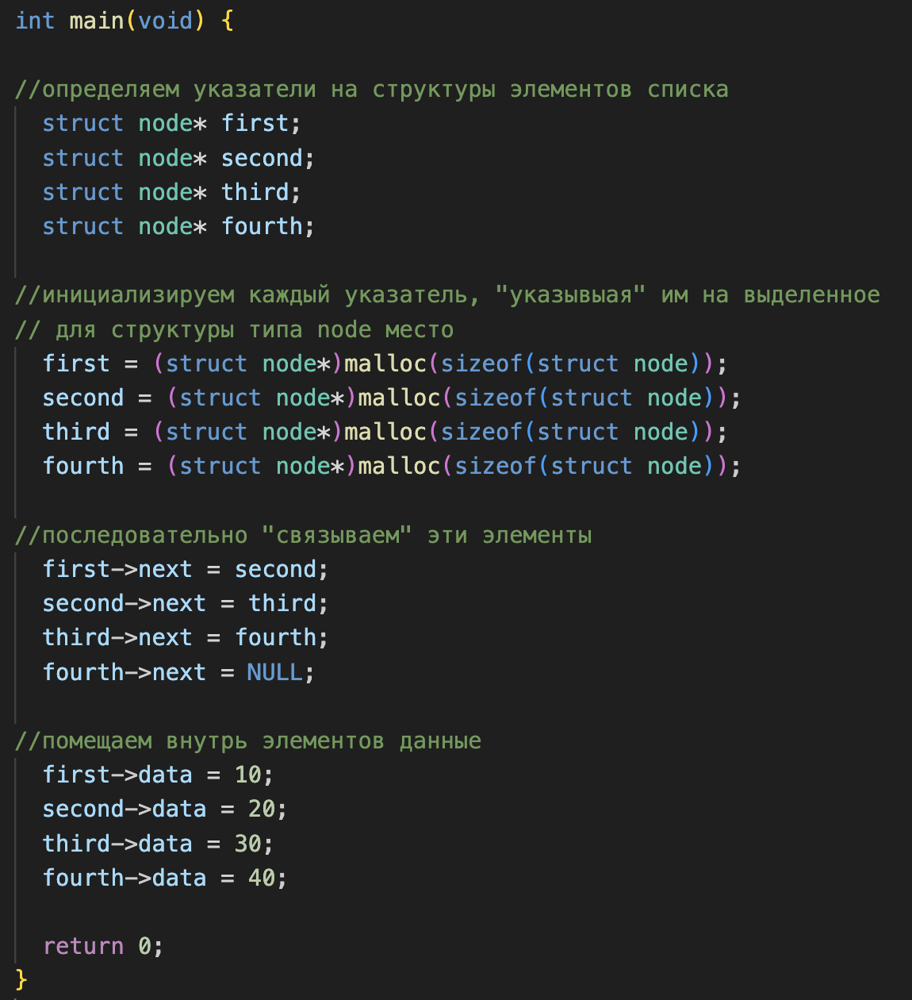 int main(void) {
//определяем указатели на структуры элементов списка
struct node* first;
struct node* second;
struct node* third;
struct node* fourth;
//инициализируем каждый указатель, "указывыая" им на выделенное
// для структуры типа node место
first = (struct node*)malloc(sizeof(struct node));
second = (struct node*)malloc(sizeof(struct node));
third = (struct node*)malloc(sizeof(struct node));
fourth = (struct node*)malloc(sizeof(struct node));
//последовательно "связываем" эти элементы
first->next = second;
second->next = third;
third->next = fourth;
fourth->next = NULL;
//помещаем внутрь элементов данные
first->data = 10;
second->data = 20;
third->data = 30;
fourth->data = 40;
return 0;
}